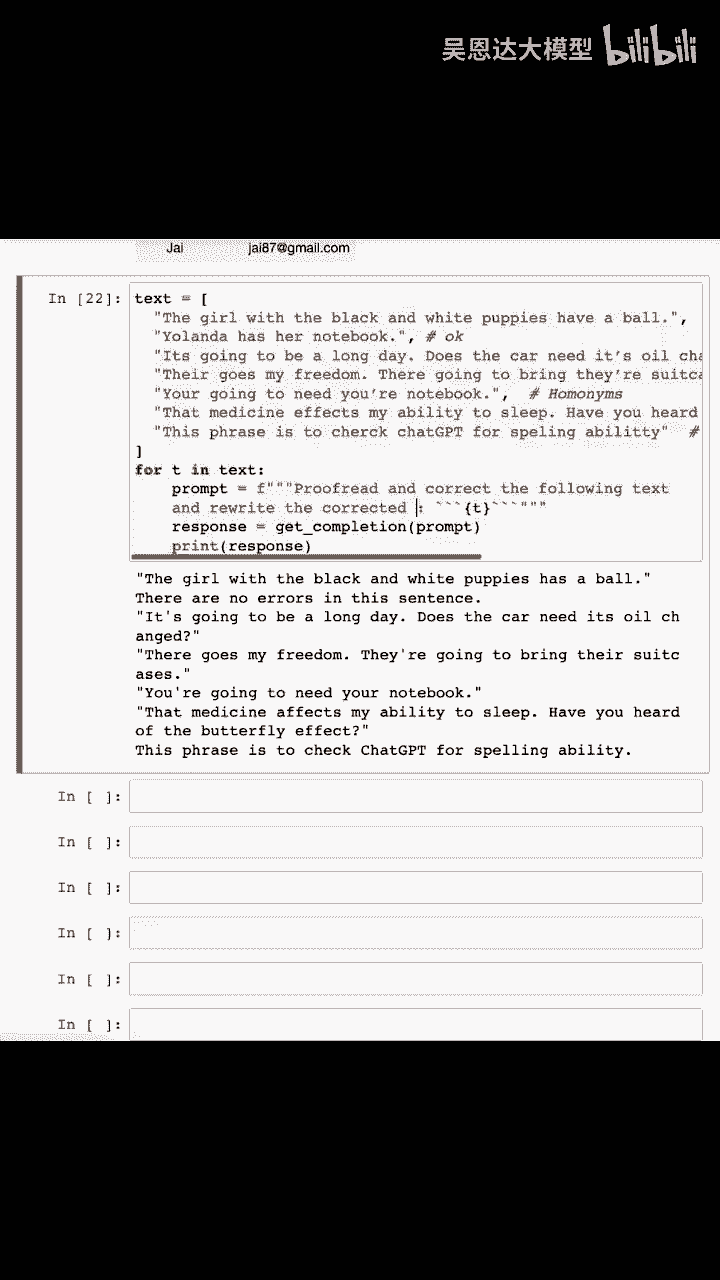 吴恩达大模型 bilibili
Jai jai87@gmail.com
In [22]: text = [
"The girl with the black and white puppies have a ball.",
"Yolanda has her notebook.", # ok
"Its going to be a long day. Does the car need it's oil cha
"Their goes my freedom. There going to bring they're suitca
"Your going to need you're notebook.", # Homonyms
"That medicine effects my ability to sleep. Have you heard
"This phrase is to cherck chatGPT for speling abilitty" #
]
for t in text:
prompt = f"""Proofread and correct the following text
and rewrite the corrected : ```{t}```"""
response = get_completion(prompt)
print(response)
"The girl with the black and white puppies has a ball."
There are no errors in this sentence.
"It's going to be a long day. Does the car need its oil ch
anged?"
"There goes my freedom. They're going to bring their suitc
ases."
"You're going to need your notebook."
"That medicine affects my ability to sleep. Have you heard
of the butterfly effect?"
This phrase is to check ChatGPT for spelling ability.
In [ ]:
In [ ]:
In [ ]:
In [ ]:
In [ ]:
In [ ]: